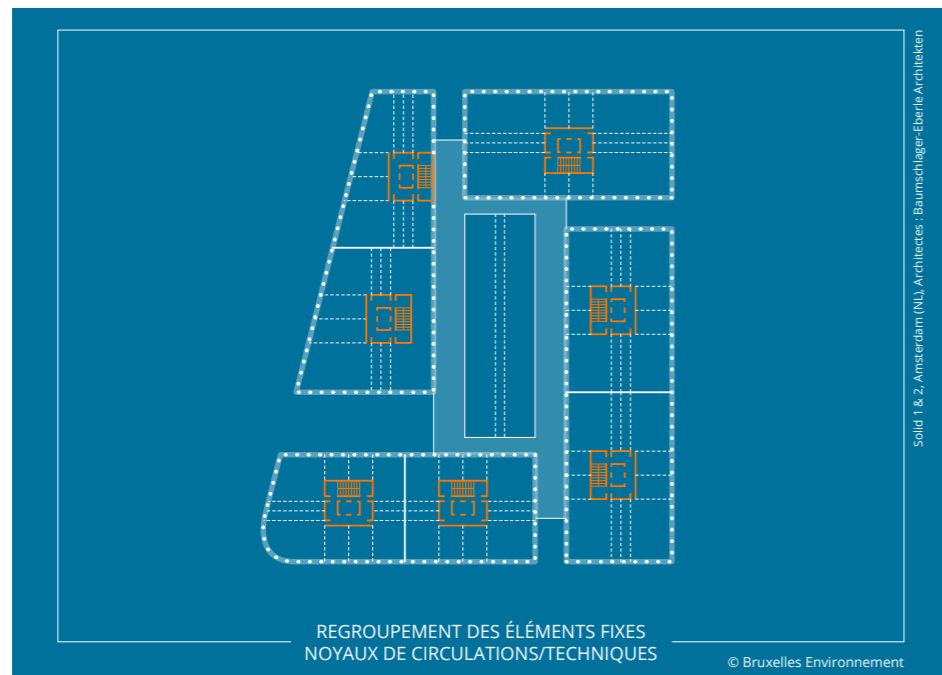 Solid 1 & 2, Amsterdam (NL), Architectes : Baumschlager-Eberle Architekten
REGROUPEMENT DES ÉLÉMENTS FIXES
NOYAUX DE CIRCULATIONS/TECHNIQUES
© Bruxelles Environnement